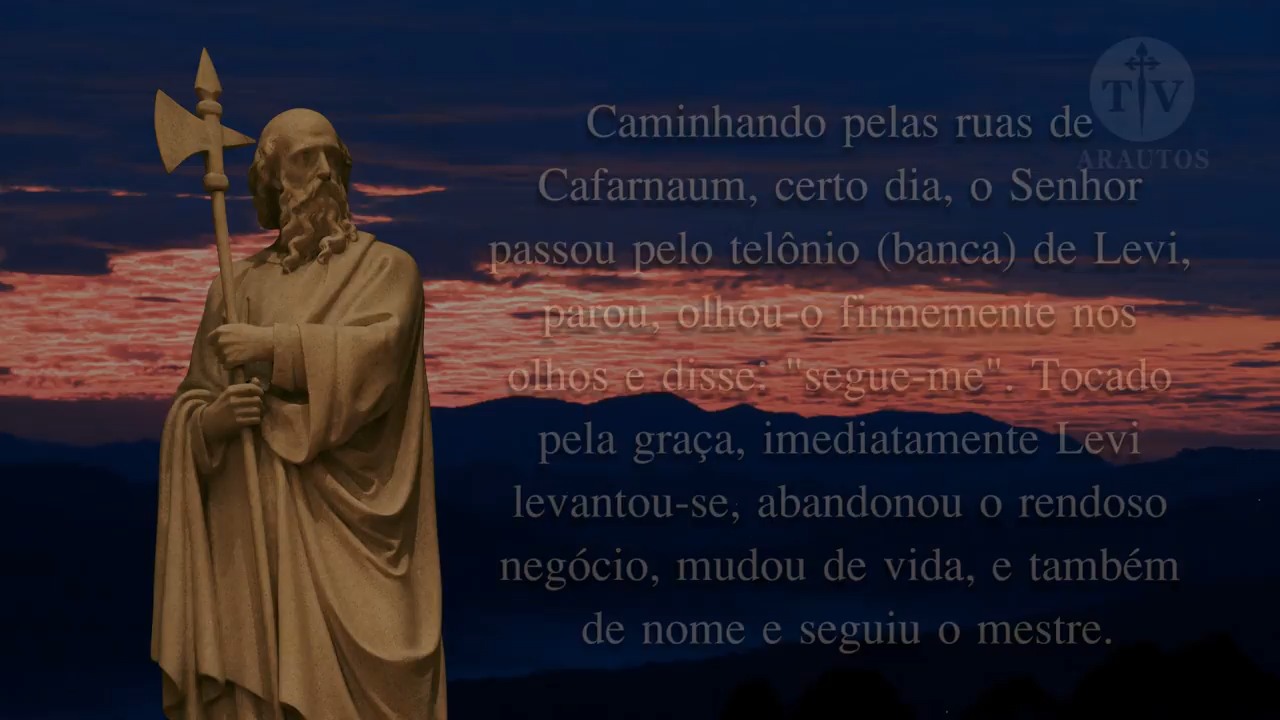 TV
ARAUTOS
Caminhando pelas ruas de
Cafarnaum, certo dia, o Senhor
passou pelo telônio (banca) de Levi,
parou, olhou-o firmemente nos
olhos e disse: "segue-me". Tocado
pela graça, imediatamente Levi
levantou-se, abandonou o rendoso
negócio, mudou de vida, e também
de nome e seguiu o mestre.